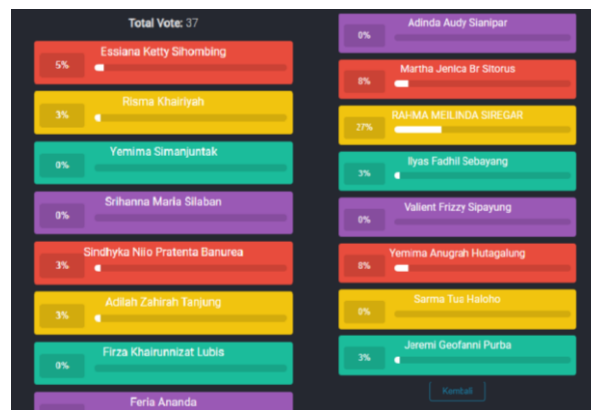 Total Vote: 37
Essiana Ketty Sihombing
5%
Risma Khairiyah
3%
Yemima Simanjuntak
0%
Srihanna Maria Silaban
0%
Sindhyka Niio Pratenta Banurea
3%
Adilah Zahirah Tanjung
3%
Firza Khairunnizat Lubis
0%
Feria Ananda
Adinda Audy Sianipar
0%
Martha Jenica Br Sitorus
8%
RAHMA MEILINDA SIREGAR
27%
Ilyas Fadhil Sebayang
3%
Valient Frizzy Sipayung
0%
Yemima Anugrah Hutagalung
8%
Sarma Tus Haloho
0%
Jeremi Geofanni Purba
3%
Kembali